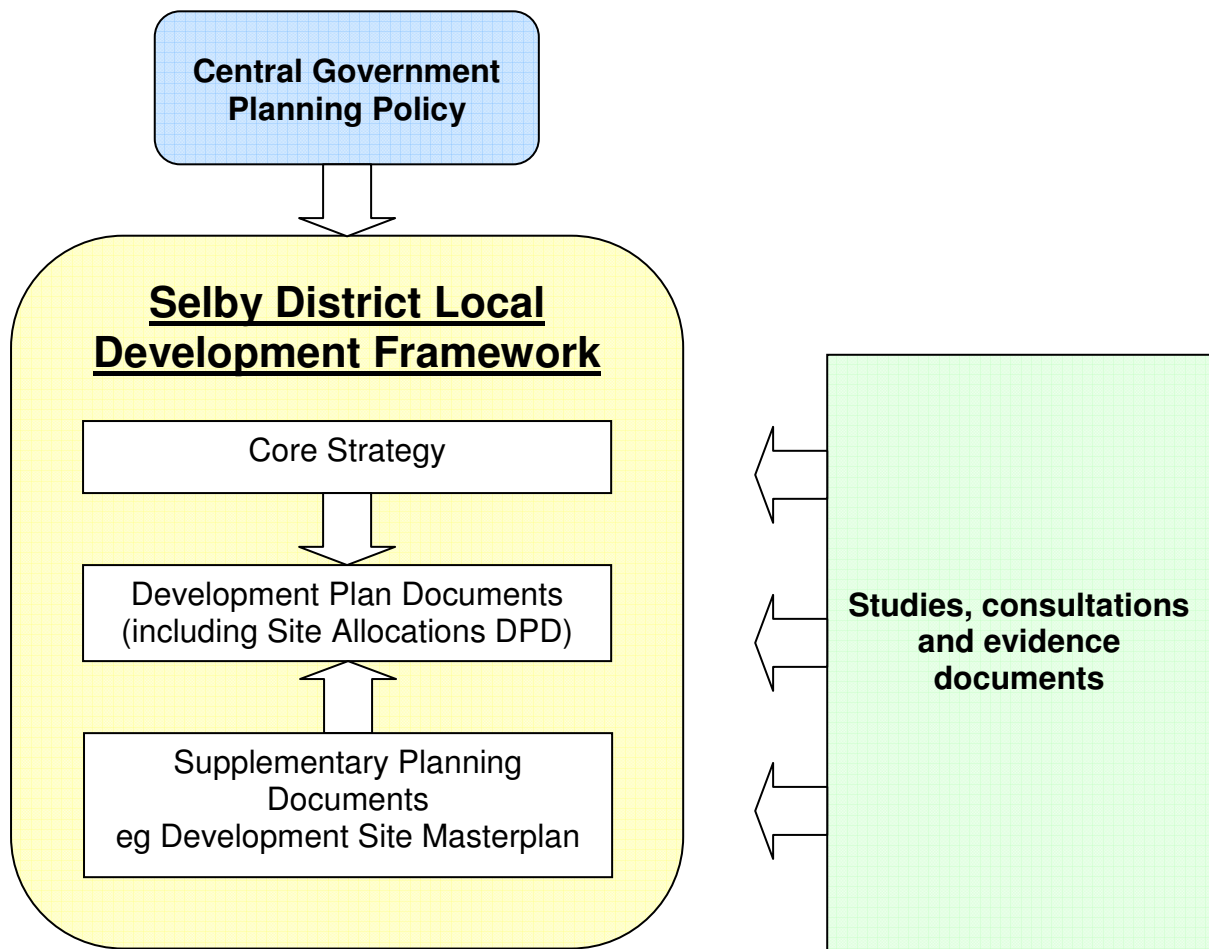 Central Government
Planning Policy
Selby District Local
Development Framework
Core Strategy
Development Plan Documents
(including Site Allocations DPD)
Supplementary Planning
Documents
eg Development Site Masterplan
Studies, consultations
and evidence
documents